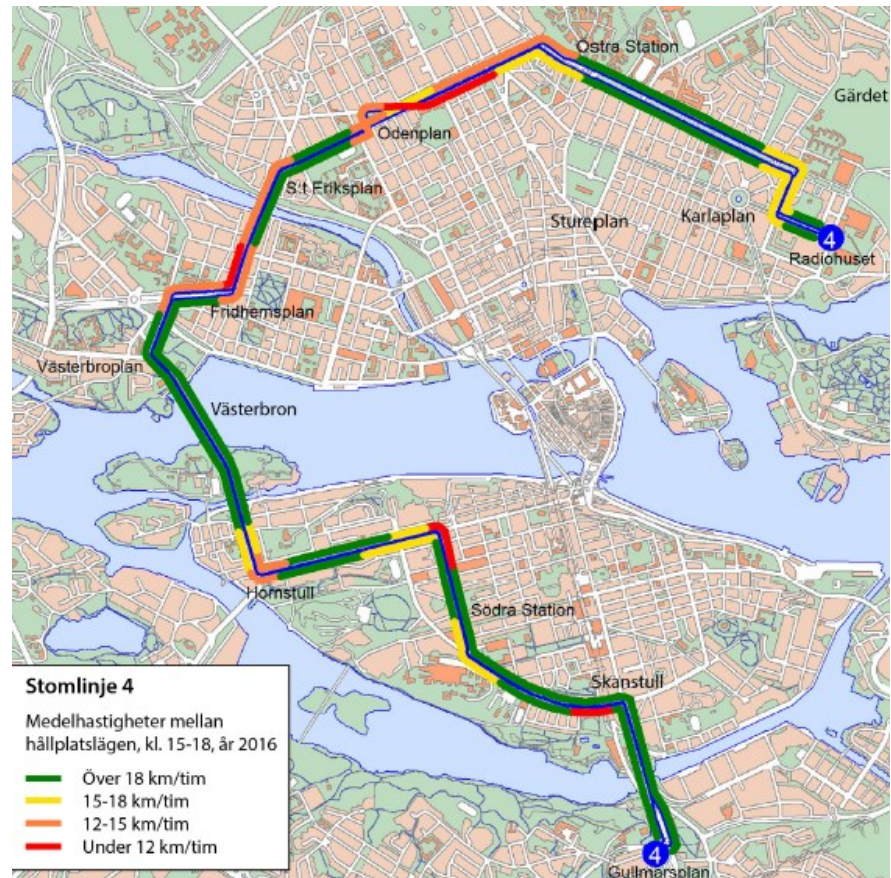 Östra Station
Gärdet
Odenplan
S:t Eriksplan
Stureplan
Karlaplan
4
Radiohuset
Fridhemsplan
Västerbroplan
Västerbron
Hornstull
Södra Station
Skanstull
Stomlinje 4
Medelhastigheter mellan
hållplatslägen, kl. 15-18, år 2016
Över 18 km/tim
15-18 km/tim
12-15 km/tim
Under 12 km/tim
4
Gullmarsplan